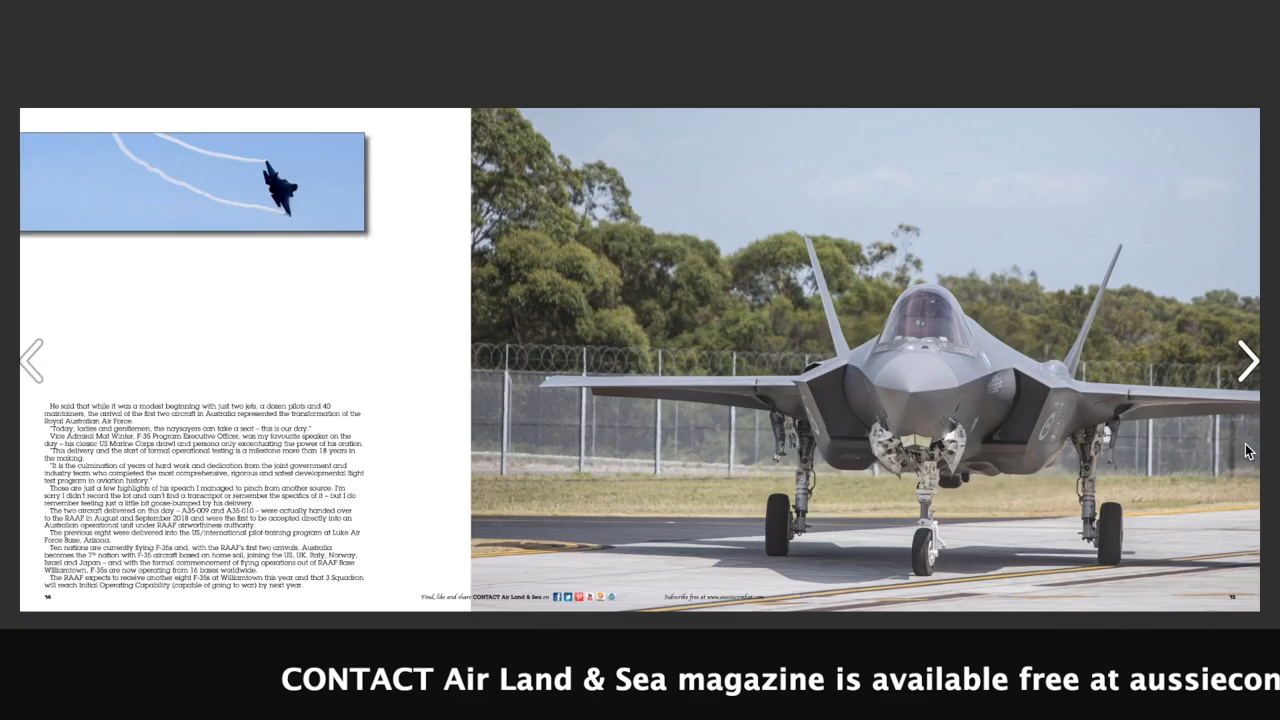 He said that while it was a modest beginning with just two jets, a dozen pilots and 40
maintainers, the arrival of the first two aircraft in Australia represented the transformation of the
Royal Australian Air Force.
"Today, ladies and gentlemen, the naysayers can take a seat – this is our day."
Vice Admiral Mat Winter, F-35 Program Executive Officer, was my favourite speaker on the
day – his classic US Marine Corps drawl and persona only excentuating the power of his oration.
"This delivery and the start of formal operational testing is a milestone more than 18 years in
the making.
"It is the culmination of years of hard work and dedication from the joint government and
industry team who completed the most comprehensive, rigorous and safest developmental flight
test program in aviation history."
Those are just a few highlights of his speach I managed to pinch from another source. I'm
sorry I didn't record the lot and can't find a transcript or remember the specifics of it – but I do
remember feeling just a little bit goose-bumped by his delivery.
The two aircraft delivered on this day – A35-009 and A35-010 – were actually handed over
to the RAAF in August and September 2018 and were the first to be accepted directly into an
Australian operational unit under RAAF airworthiness authority.
The previous eight were delivered into the US/international pilot-training program at Luke Air
Force Base, Arizona.
Ten nations are currently flying F-35s and, with the RAAF's first two arrivals, Australia
becomes the 7th nation with F-35 aircraft based on home soil, joining the US, UK, Italy, Norway,
Israel and Japan – and with the formal commencement of flying operations out of RAAF Base
Williamtown, F-35s are now operating from 16 bases worldwide.
The RAAF expects to receive another eight F-35s at Williamtown this year and that 3 Squadron
will reach Initial Operating Capability (capable of going to war) by next year.
14
Find, like and share CONTACT Air Land & Sea on
Subscribe free at www.aussiecombat.com
15
CONTACT Air Land & Sea magazine is available free at aussiecon